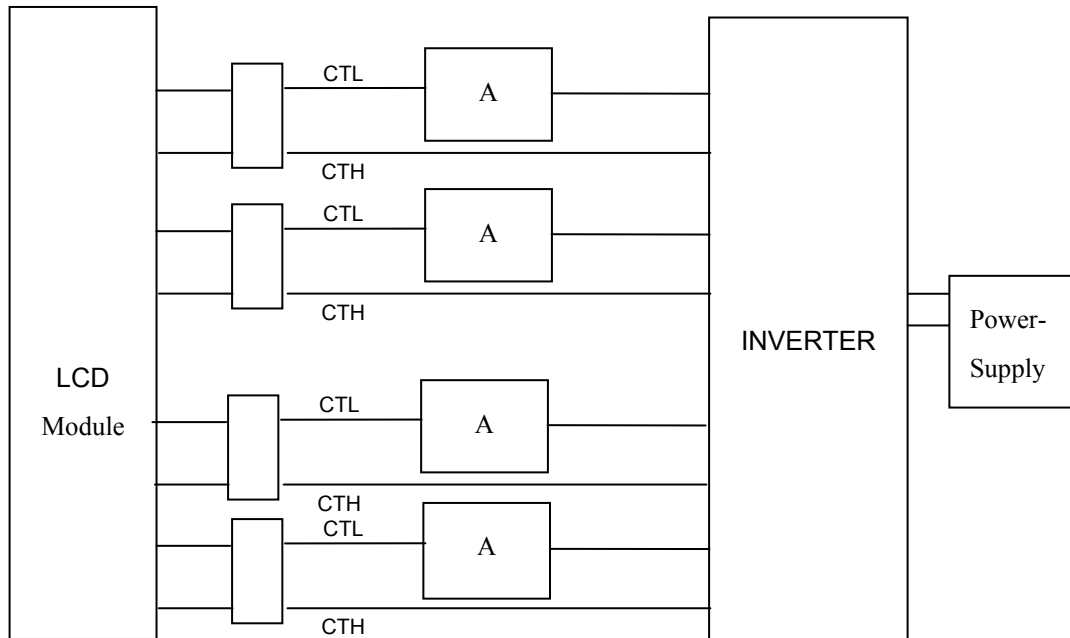 CTL
A
CTH
CTL
A
CTH
LCD
Module
INVERTER
Power-
Supply
CTL
A
CTH
CTL
A
CTH